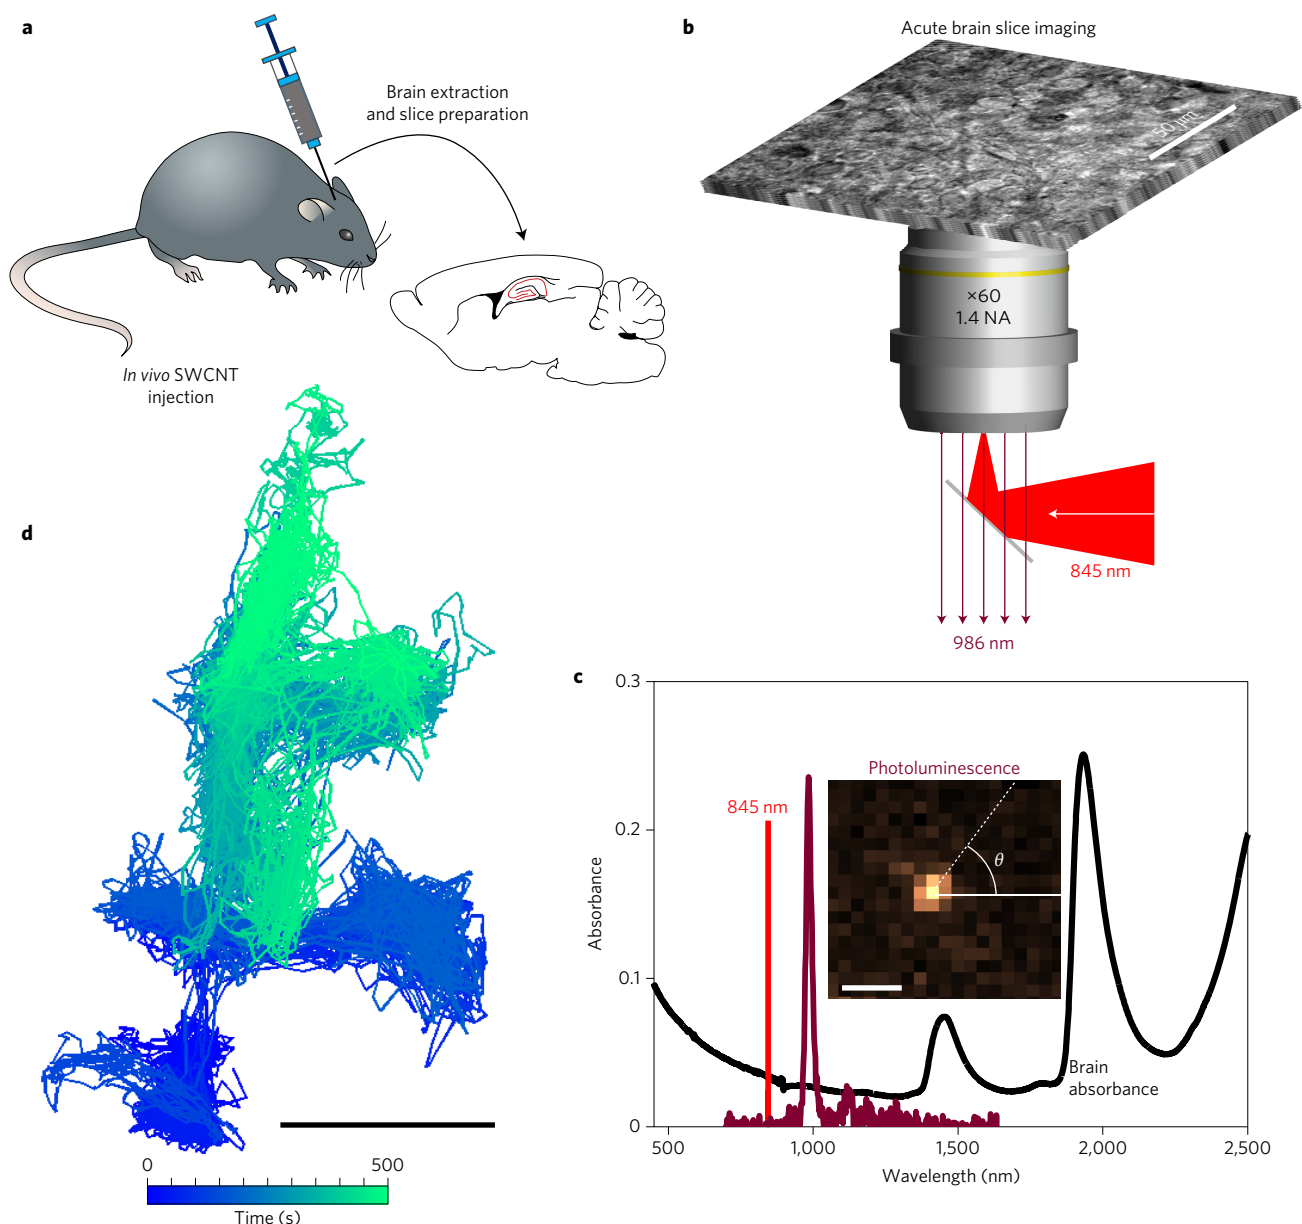 a
Brain extraction
and slice preparation
In vivo SWCNT
injection
b
Acute brain slice imaging
50 µm
×60
1.4 NA
845 nm
986 nm
c
0.3
0.2
0.1
0
Absorbance
845 nm
Photoluminescence
θ
Brain
absorbance
500
1,000
1,500
2,000
2,500
Wavelength (nm)
d
0
500
Time (s)